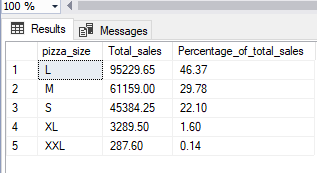 100 %
Results Messages
pizza_size Total_sales Percentage_of_total_sales
1 L 95229.65 46.37
2 M 61159.00 29.78
3 S 45384.25 22.10
4 XL 3289.50 1.60
5 XXL 287.60 0.14